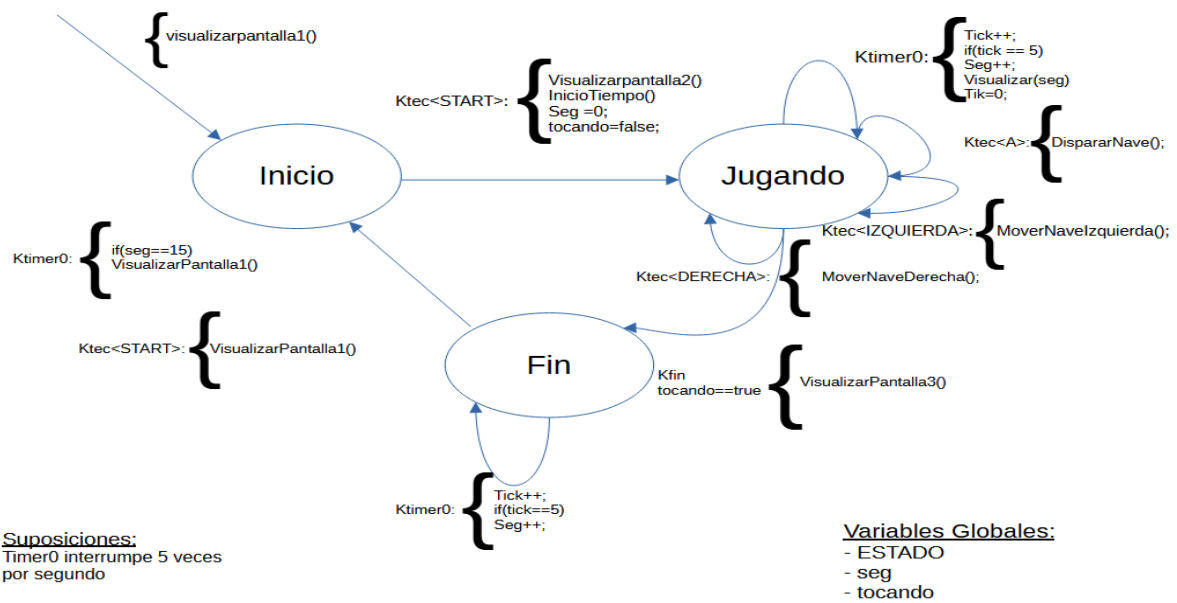 visualizarpantalla1()
Ktec<START>:
Visualizarpantalla2()
InicioTiempo()
Seg =0;
tocando=false;
Ktimer0:
Tick++;
if(tick == 5)
Seg++;
Visualizar(seg)
Tik=0;
Ktec<A>:
DispararNave();
Inicio
Jugando
Ktec<IZQUIERDA>:
MoverNaveIzquierda();
Ktimer0:
if(seg==15)
VisualizarPantalla1()
Ktec<DERECHA>:
MoverNaveDerecha();
Ktec<START>:
VisualizarPantalla1()
Fin
Kfin
tocando==true
VisualizarPantalla3()
Ktimer0:
Tick++;
if(tick==5)
Seg++;
Suposiciones:
Timer0 interrumpe 5 veces
por segundo
Variables Globales:
- ESTADO
- seg
- tocando